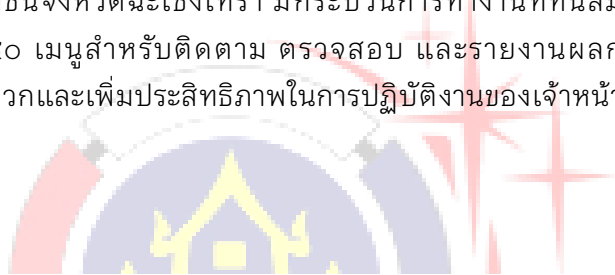 ชนจังหวัดฉะเชิงเทรา มีกระบวนการทำงานที่ทันสม
๐ เมนูสำหรับติดตาม ตรวจสอบ และรายงานผลก
วกและเพิ่มประสิทธิภาพในการปฏิบัติงานของเจ้าหน้า